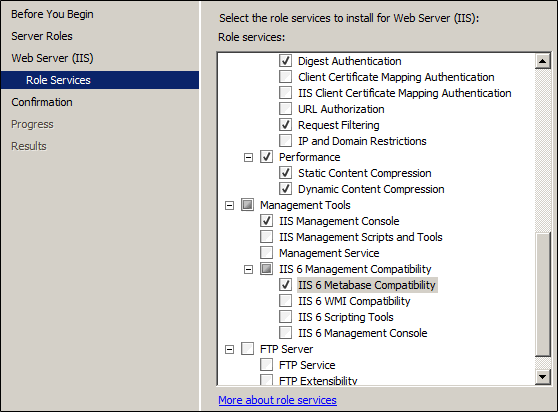 Before You Begin
Server Roles
Web Server (IIS)
Role Services
Confirmation
Progress
Results
Select the role services to install for Web Server (IIS):
Role services:
Digest Authentication
Client Certificate Mapping Authentication
IIS Client Certificate Mapping Authentication
URL Authorization
Request Filtering
IP and Domain Restrictions
Performance
Static Content Compression
Dynamic Content Compression
Management Tools
IIS Management Console
IIS Management Scripts and Tools
Management Service
IIS 6 Management Compatibility
IIS 6 Metabase Compatibility
IIS 6 WMI Compatibility
IIS 6 Scripting Tools
IIS 6 Management Console
FTP Server
FTP Service
FTP Extensibility
More about role services